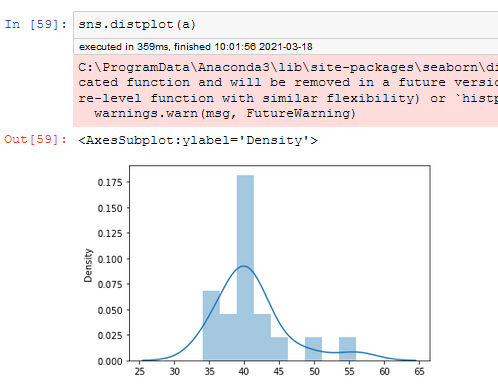 In [59]: sns.distplot(a)
executed in 359ms, finished 10:01:56 2021-03-18
C:\ProgramData\Anaconda3\lib\site-packages\seaborn\di
cated function and will be removed in a future versio
re-level function with similar flexibility) or `histp
warnings.warn(msg, FutureWarning)
Out[59]: <AxesSubplot:ylabel='Density'>
0.175
0.150
0.125
0.100
0.075
0.050
0.025
0.000
Density
25 30 35 40 45 50 55 60 65